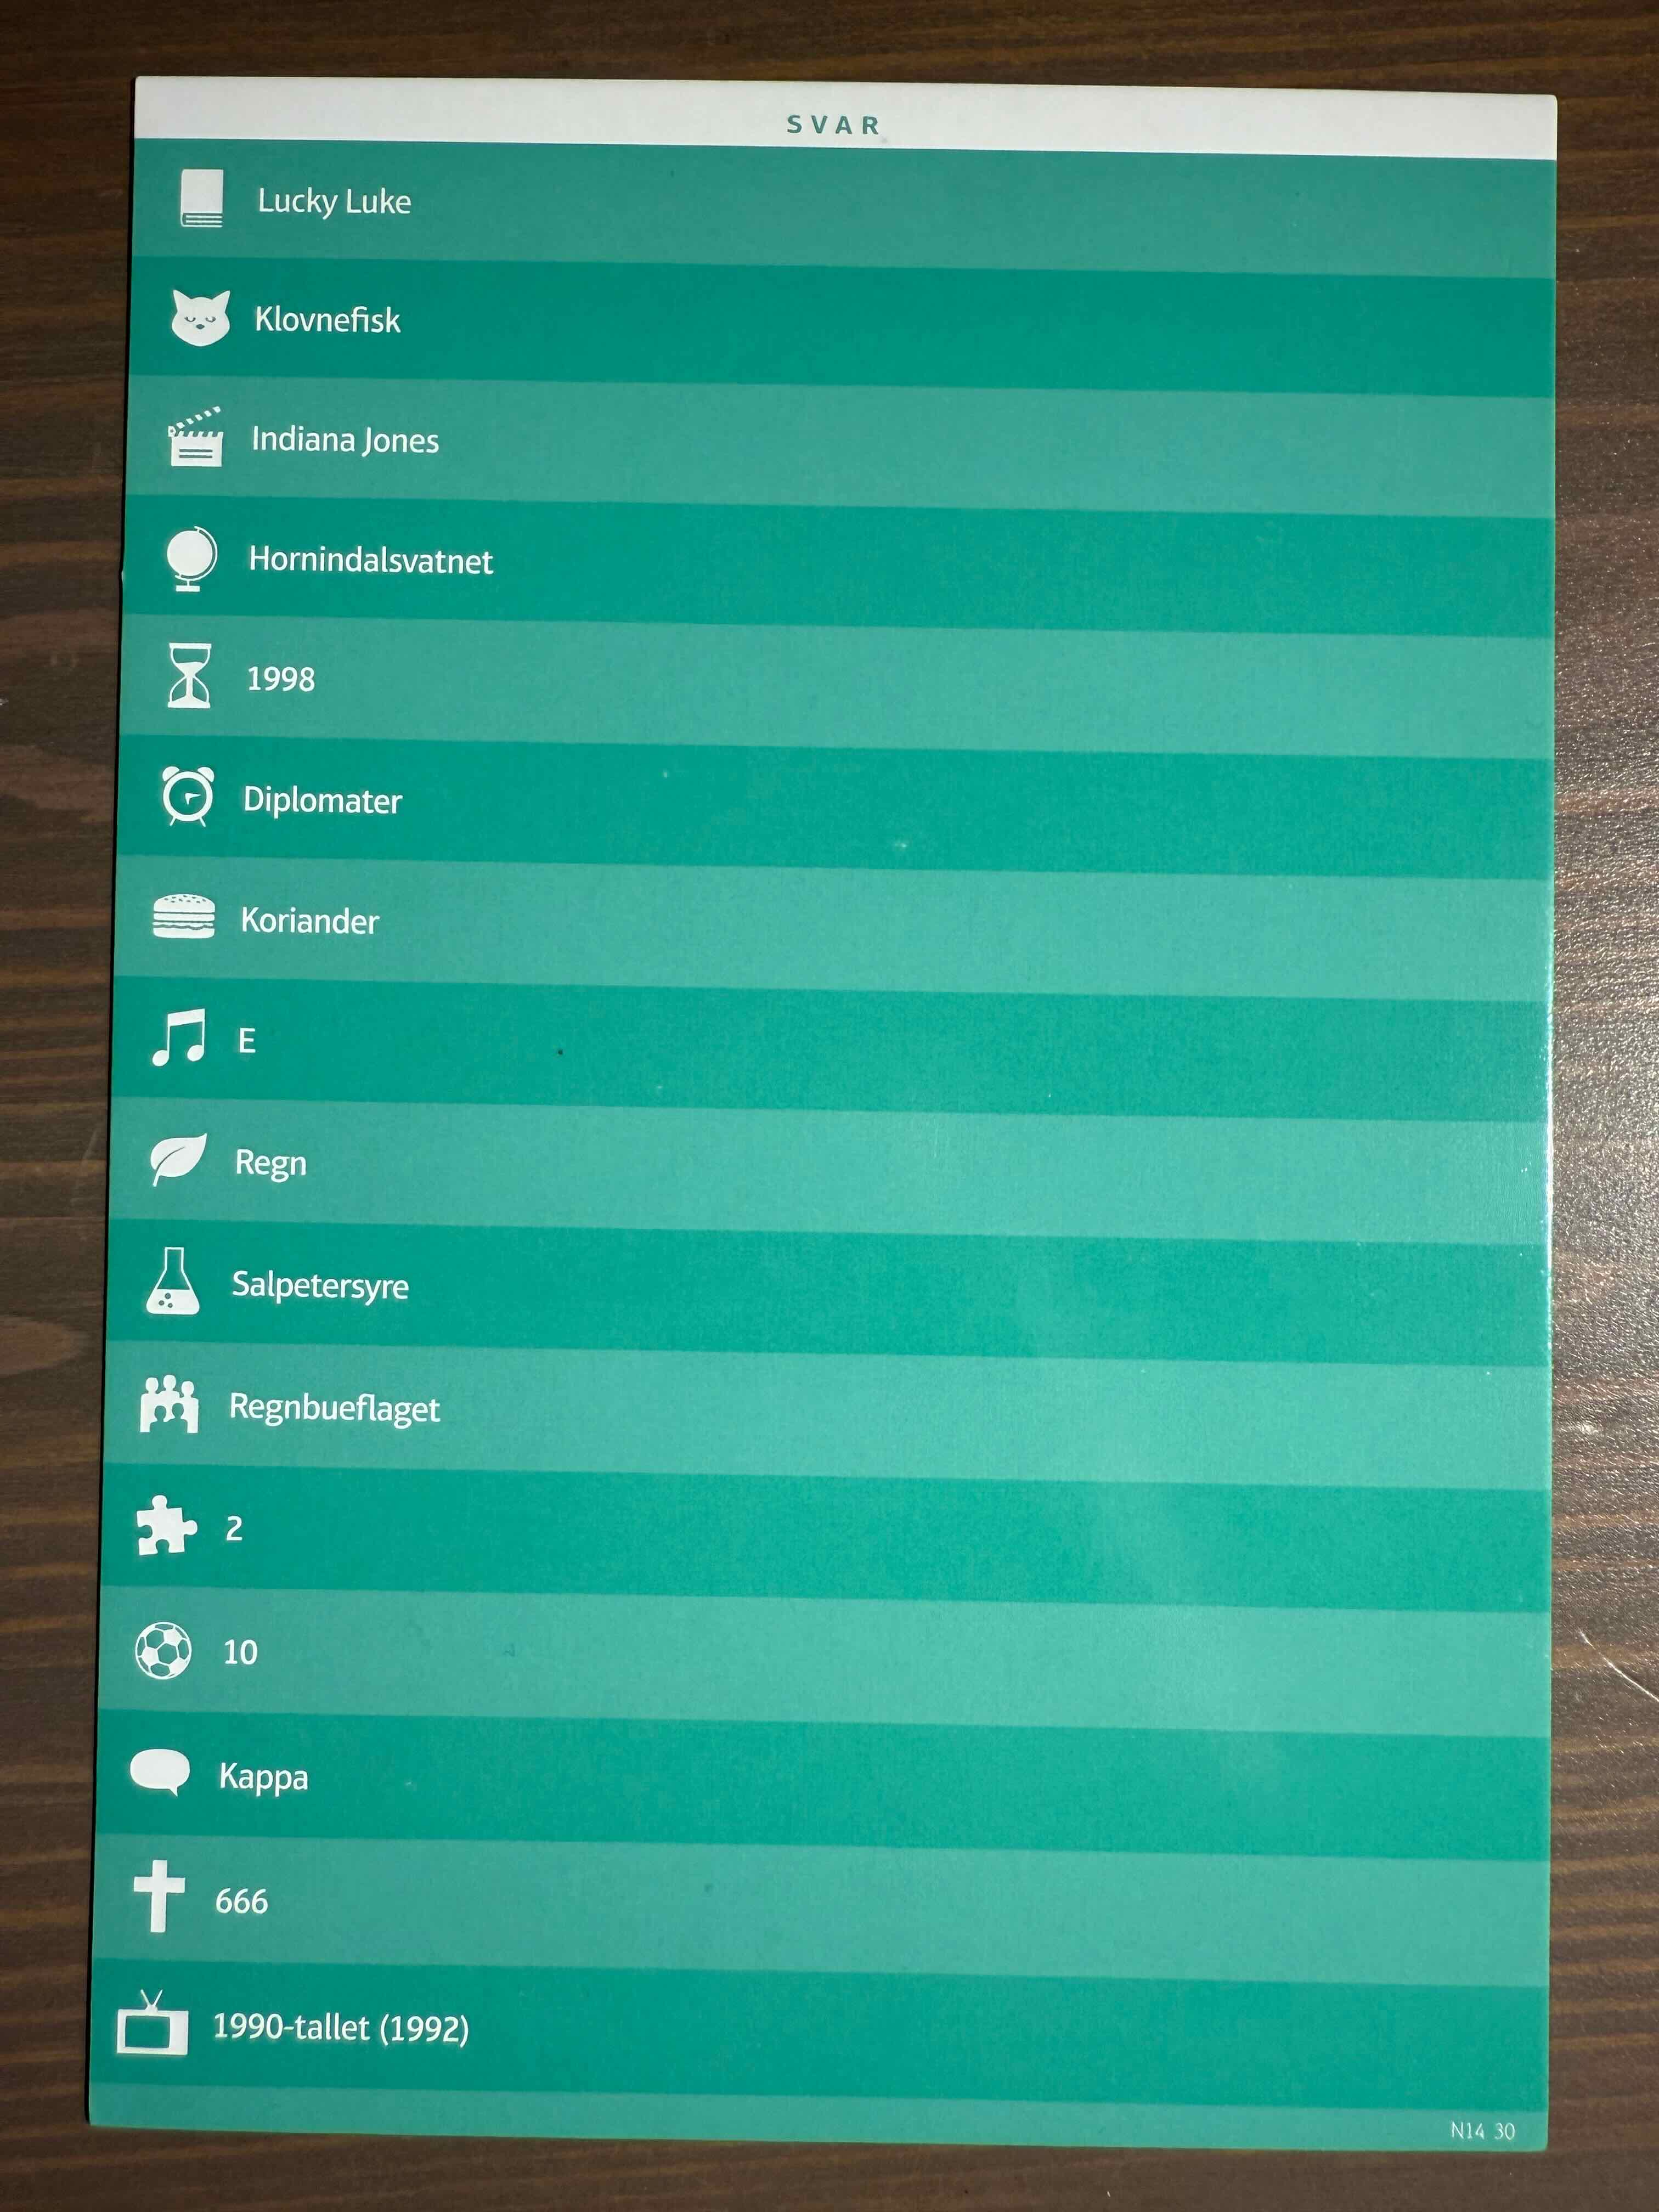 SVAR
Lucky Luke
Klovnefisk
Indiana Jones
Hornindalsvatnet
1998
Diplomater
Koriander
E
Regn
Salpetersyre
Regnbueflaget
2
10
Kappa
666
1990-tallet (1992)
N14 30